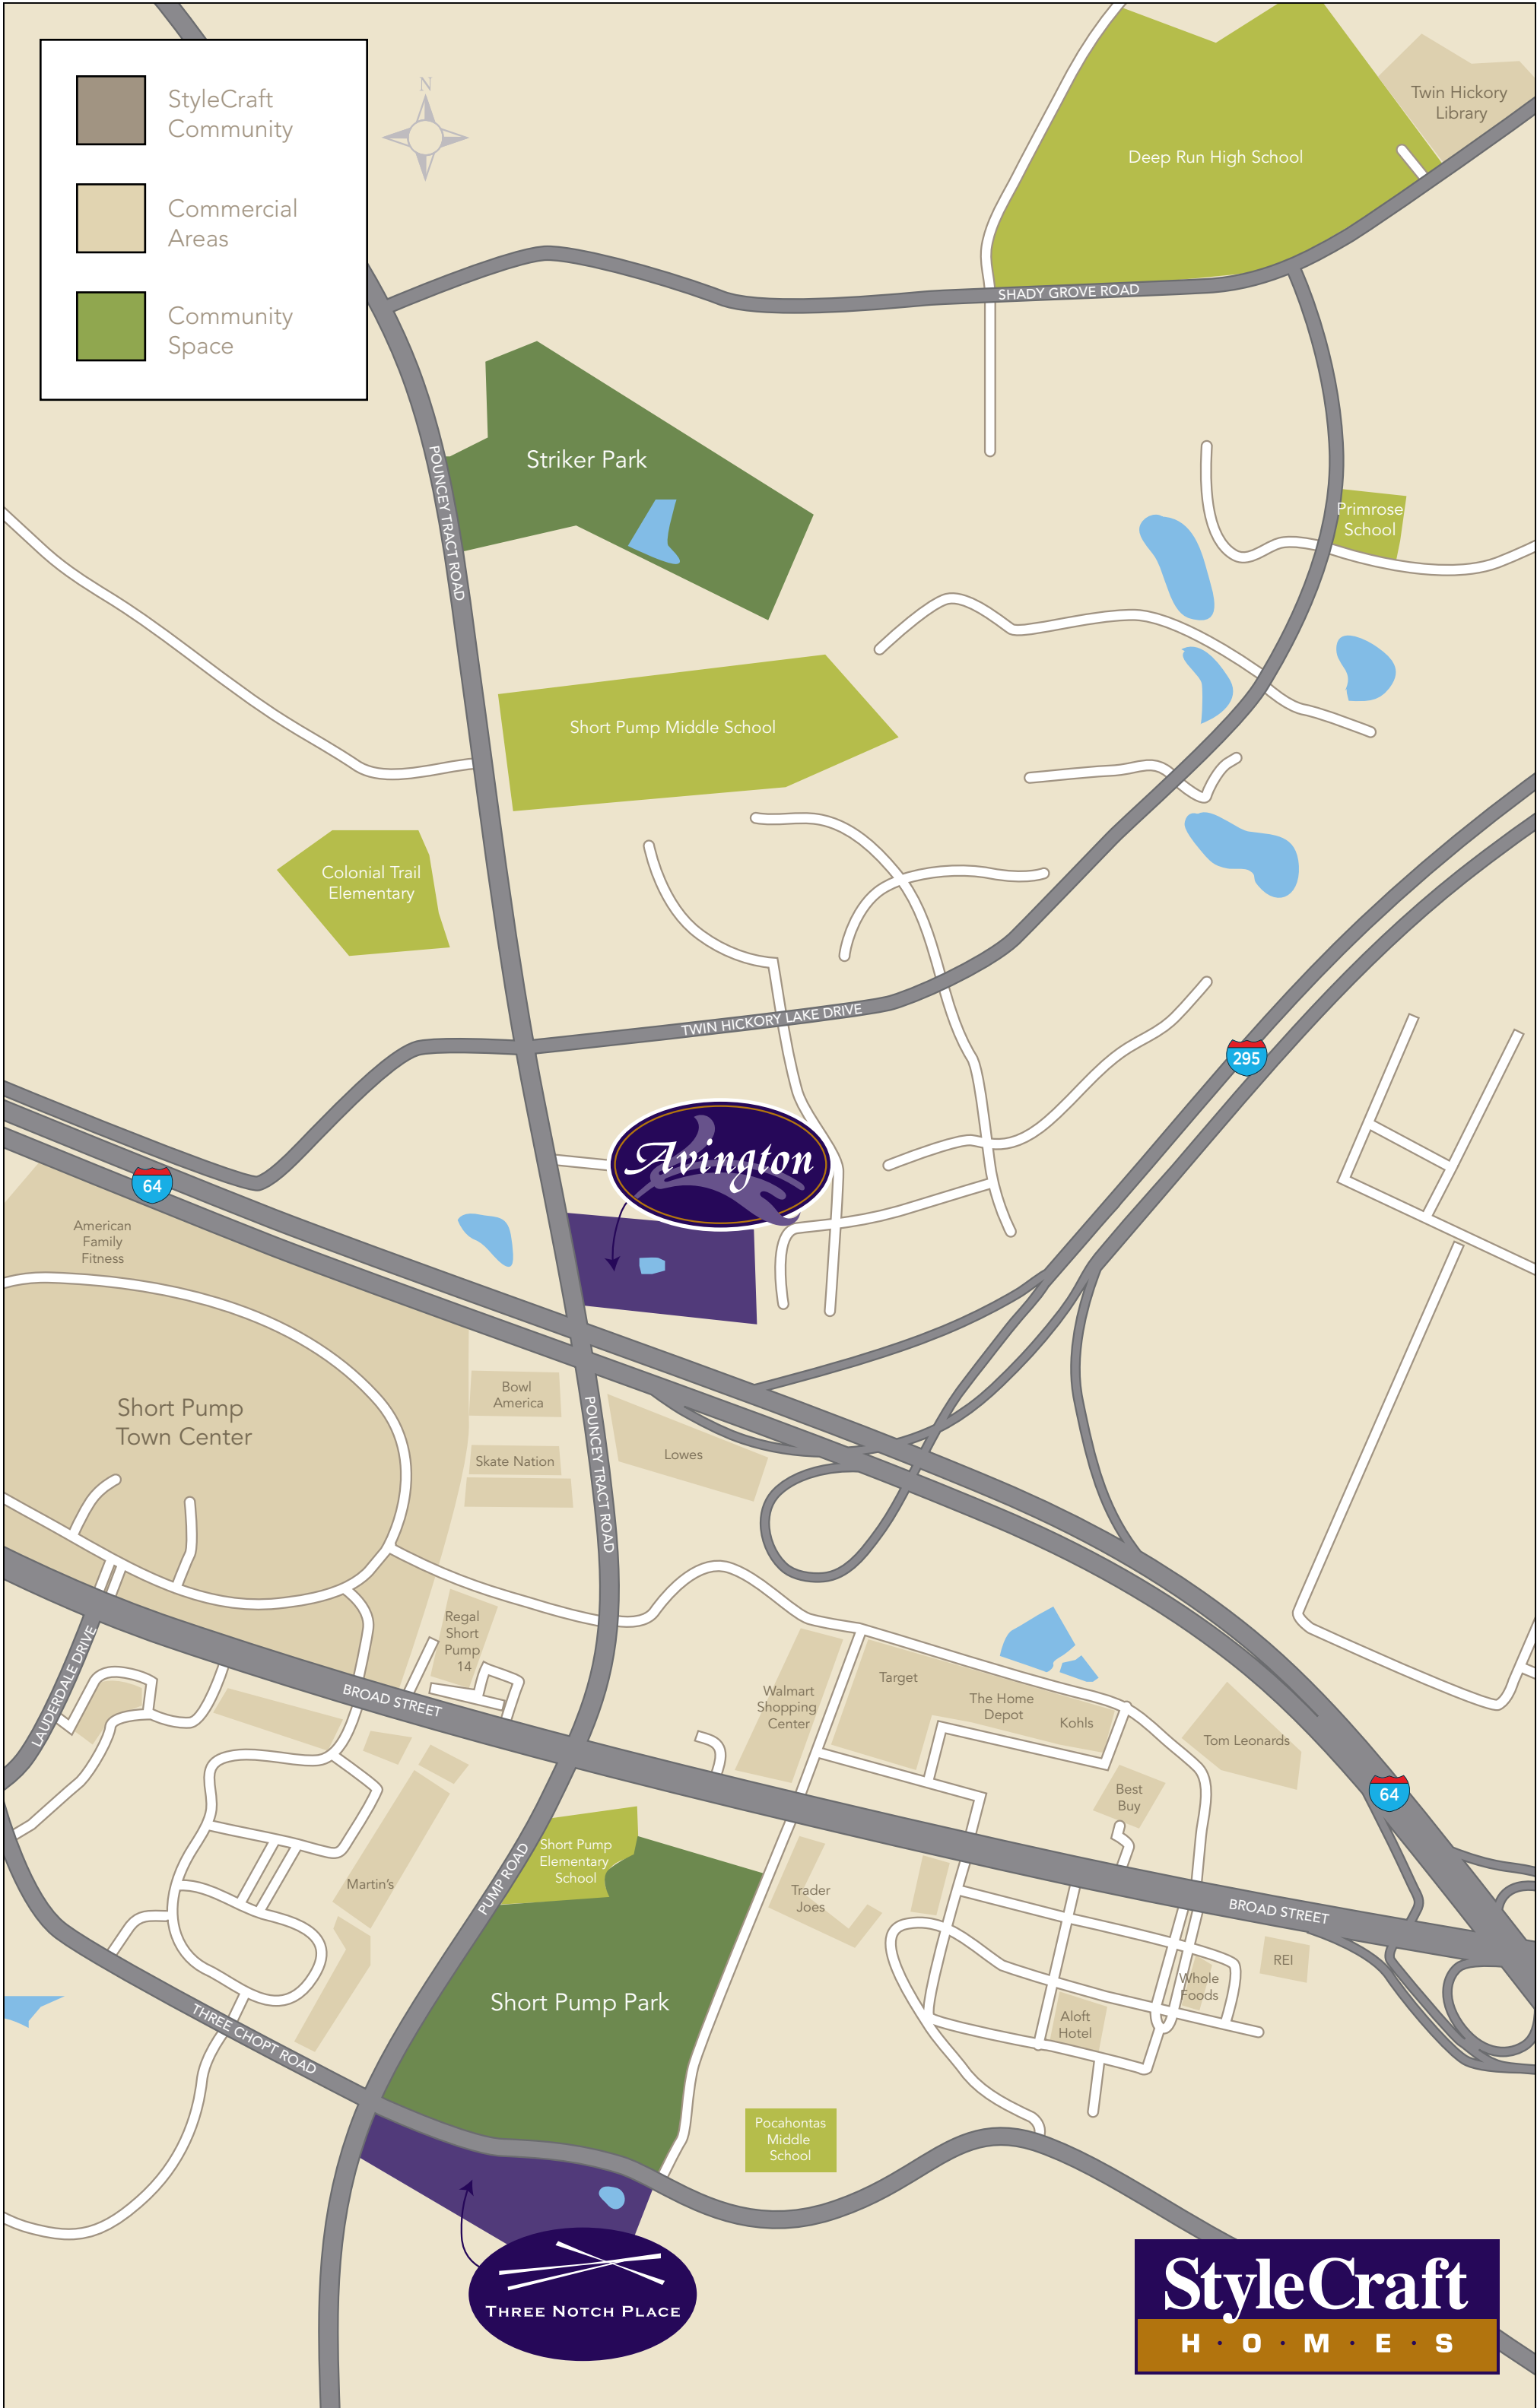 StyleCraft
Community
Commercial
Areas
Community
Space
N
Twin Hickory
Library
Deep Run High School
SHADY GROVE ROAD
Striker Park
POUNCEY TRACT ROAD
Primrose
School
Short Pump Middle School
Colonial Trail
Elementary
TWIN HICKORY LAKE DRIVE
295
Avington
64
American
Family
Fitness
Short Pump
Town Center
Bowl
America
Skate Nation
POUNCEY TRACT ROAD
Lowes
Regal
Short
Pump
14
LAUDERDALE DRIVE
BROAD STREET
Walmart
Shopping
Center
Target
The Home
Depot
Kohls
Tom Leonards
Best
Buy
64
Short Pump
Elementary
School
PUMP ROAD
Martin's
Trader
Joes
BROAD STREET
REI
Whole
Foods
Aloft
Hotel
Short Pump Park
THREE CHOPT ROAD
Pocahontas
Middle
School
THREE NOTCH PLACE
StyleCraft
H · O · M · E · S